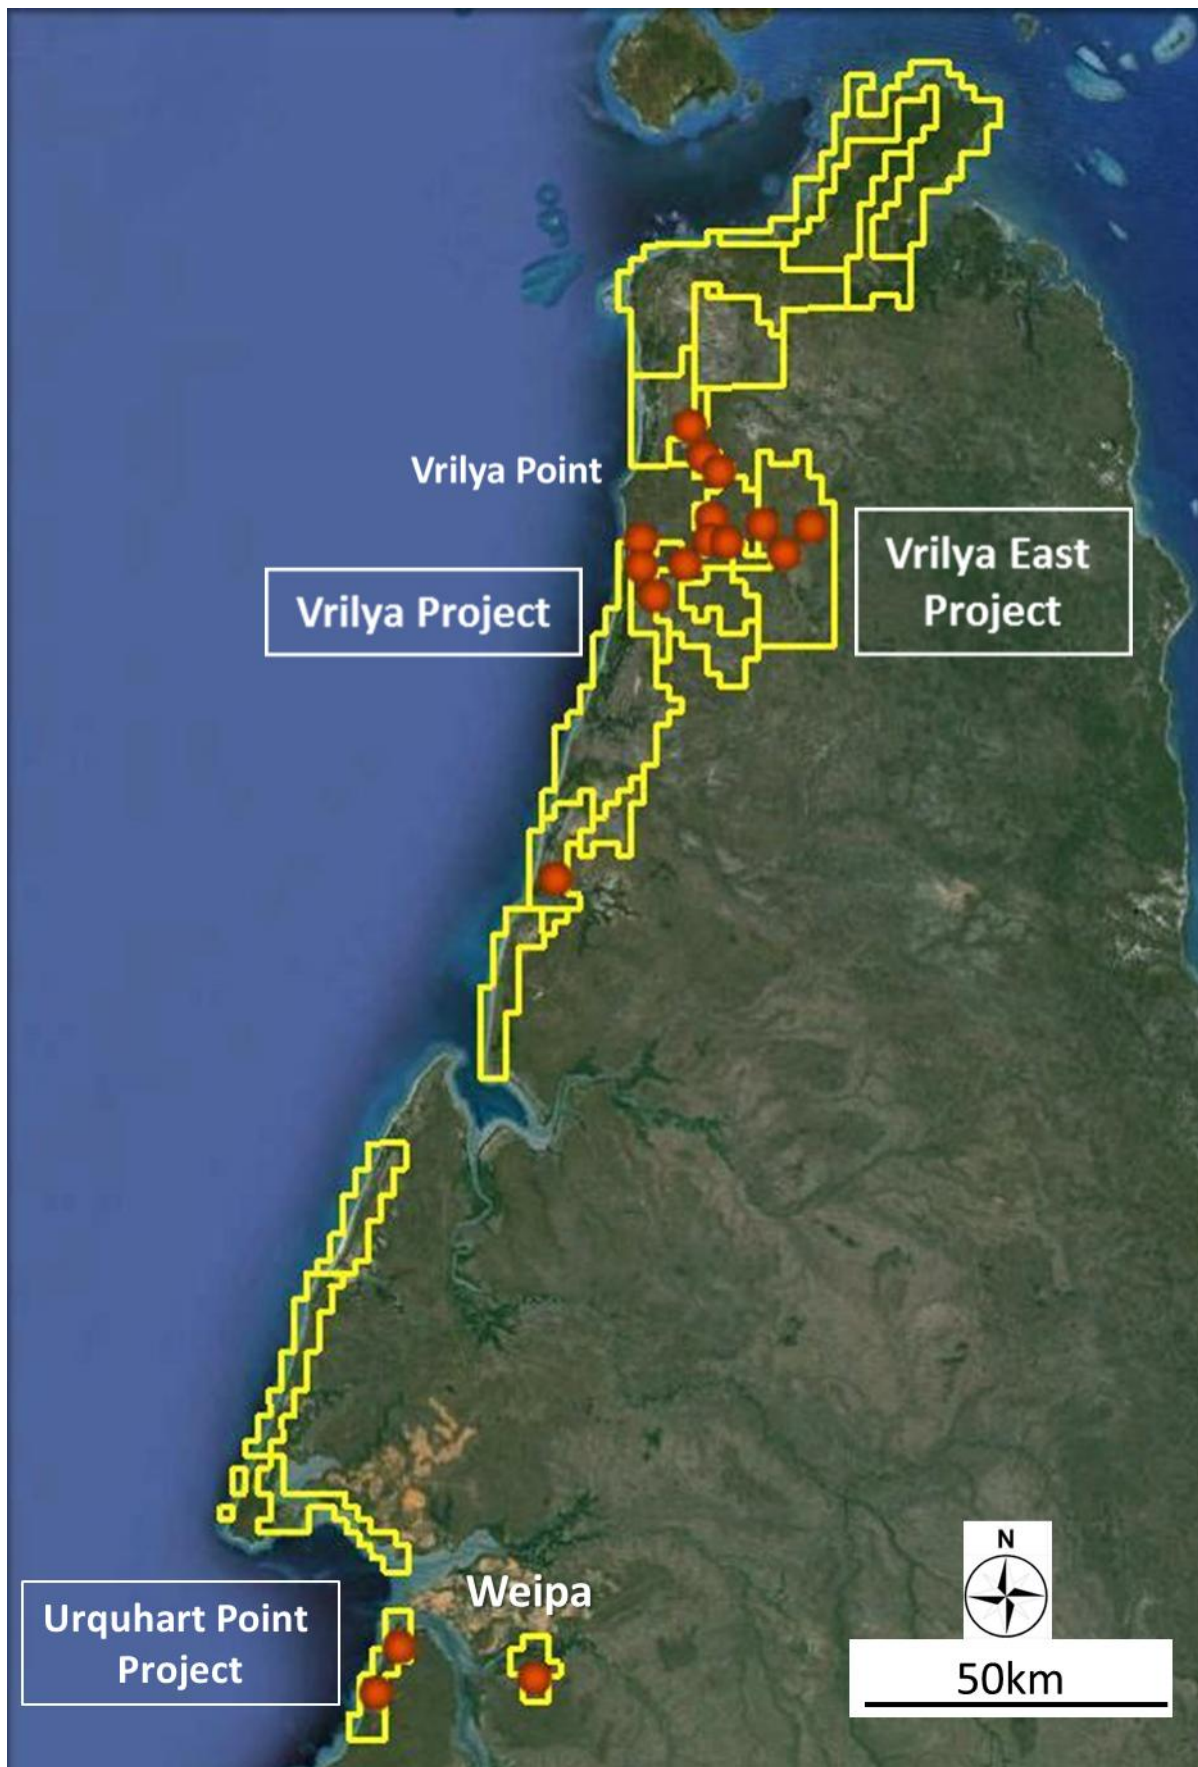 Vrilya Point
Vrilya East
Project
Vrilya Project
Weipa
Urquhart Point
Project
N
50km